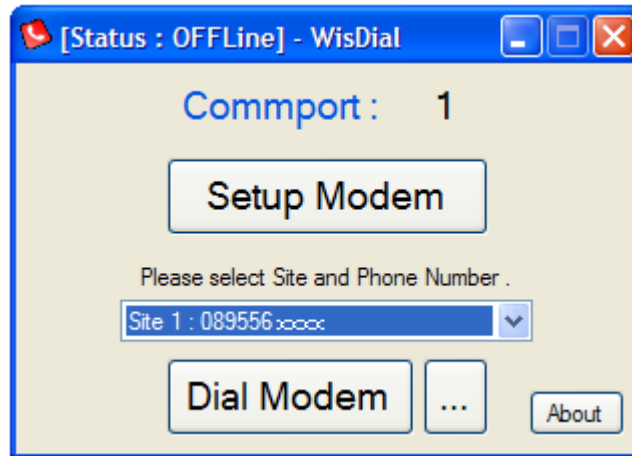 [Status : OFFLine] - WisDial
Commport : 1
Setup Modem
Please select Site and Phone Number .
Site 1 : 089556xxxx
Dial Modem ... About